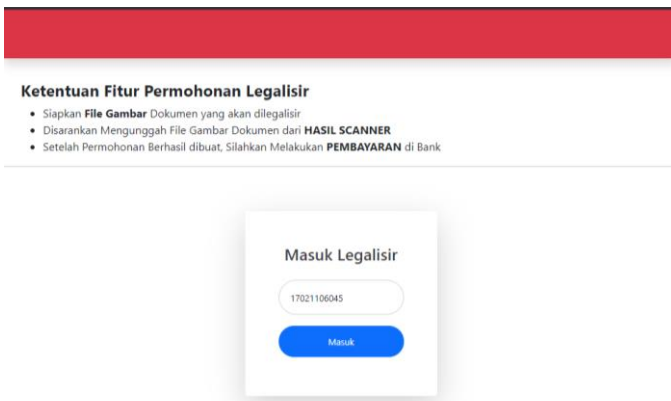 Ketentuan Fitur Permohonan Legalisir
Siapkan File Gambar Dokumen yang akan dilegalisir
Disarankan Mengunggah File Gambar Dokumen dari HASIL SCANNER
Setelah Permohonan Berhasil dibuat, Silahkan Melakukan PEMBAYARAN di Bank
Masuk Legalisir
17021106045
Masuk